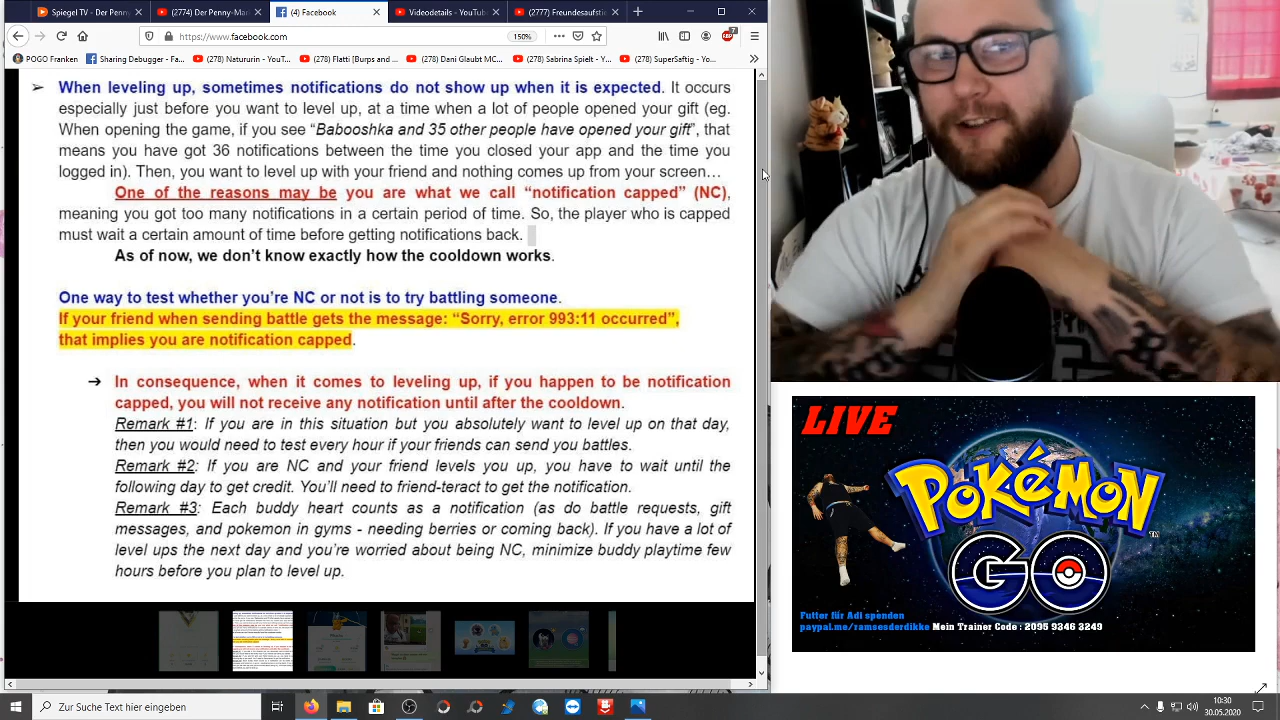 Spiegel TV - Der Penny
(2774) Der Penny-Mar
(4) Facebook
Videodetails - YouTu
(2777) Freundesaufsti
https://www.facebook.com
150%
7
POGO Franken
Sharing Debugger - Fa...
(278) Natururin - YouT...
(278) Flatti [Burps and ...
(278) Dani Glaubt MC...
(278) Sabrina Spielt - Y...
(278) SuperSaftig - Yo...
➢ When leveling up, sometimes notifications do not show up when it is expected. It occurs
especially just before you want to level up, at a time when a lot of people opened your gift (eg.
When opening the game, if you see “Babooshka and 35 other people have opened your gift”, that
means you have got 36 notifications between the time you closed your app and the time you
logged in). Then, you want to level up with your friend and nothing comes up from your screen…
One of the reasons may be you are what we call “notification capped” (NC),
meaning you got too many notifications in a certain period of time. So, the player who is capped
must wait a certain amount of time before getting notifications back.
As of now, we don’t know exactly how the cooldown works.
One way to test whether you’re NC or not is to try battling someone.
If your friend when sending battle gets the message: “Sorry, error 993:11 occurred”,
that implies you are notification capped.
➔ In consequence, when it comes to leveling up, if you happen to be notification
capped, you will not receive any notification until after the cooldown.
Remark #1: If you are in this situation but you absolutely want to level up on that day,
then you would need to test every hour if your friends can send you battles.
Remark #2: If you are NC and your friend levels you up, you have to wait until the
following day to get credit. You’ll need to friend-teract to get the notification.
Remark #3: Each buddy heart counts as a notification (as do battle requests, gift
messages, and pokemon in gyms - needing berries or coming back). If you have a lot of
level ups the next day and you’re worried about being NC, minimize buddy playtime few
hours before you plan to level up.
LIVE
POKéMON
TM
GO
Futter für Adi spenden
paypal.me/ramsesderdikke Mein Trainer Code : 2095 9246 3249
Zur Suche Text hier eingeben
10:30
30.05.2020